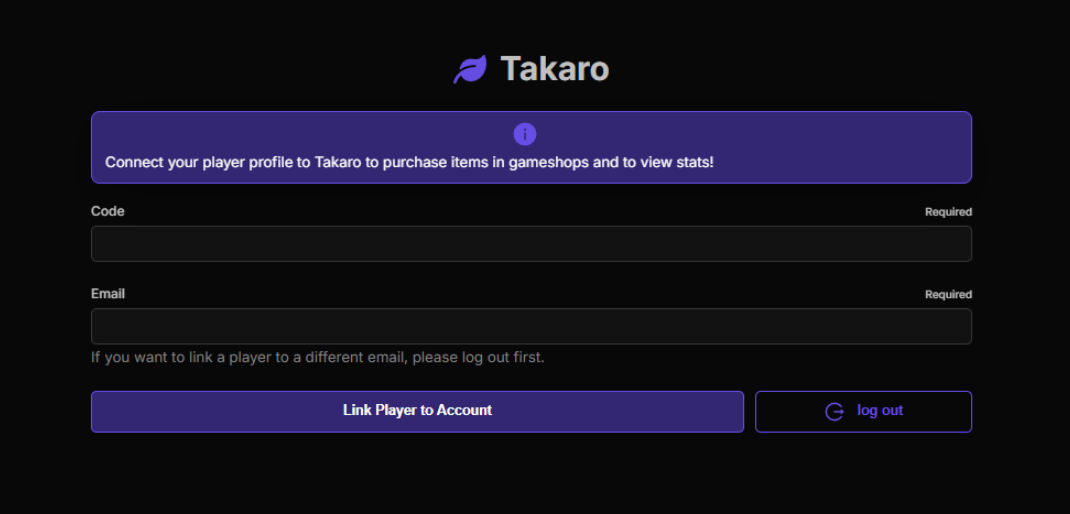 Takaro
Connect your player profile to Takaro to purchase items in gameshops and to view stats!
Code
Required
Email
Required
If you want to link a player to a different email, please log out first.
Link Player to Account
log out